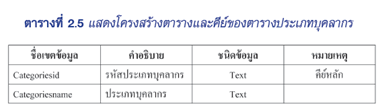 ตารางที่ 2.5 แสดงโครงสร้างตารางและคีย์ของตารางประเภทบุคลากร
ชื่อเขตข้อมูล คำอธิบาย ชนิดข้อมูล หมายเหตุ
Categoriesid รหัสประเภทบุคลากร Text คีย์หลัก
Categoriesname ประเภทบุคลากร Text